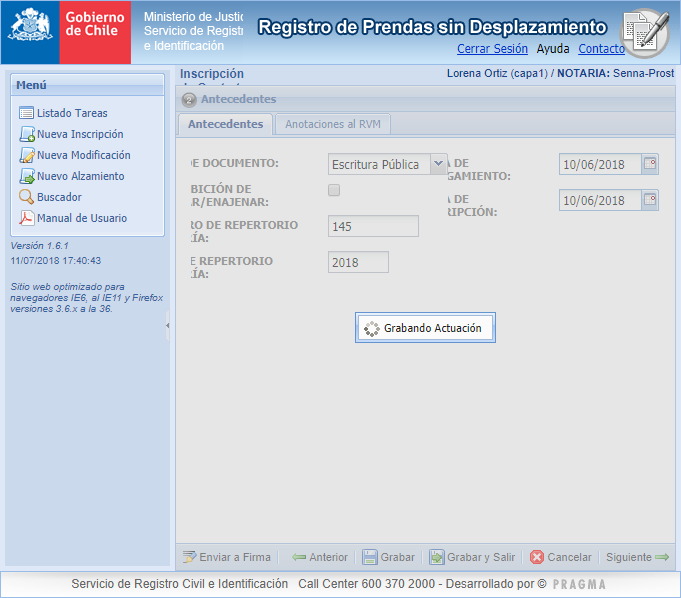 Gobierno
de Chile
Ministerio de Justic
Servicio de Registr
e Identificación
Registro de Prendas sin Desplazamiento
Cerrar Sesión Ayuda Contacto
Inscripción
Lorena Ortiz (capa1) / NOTARIA: Senna-Prost
Menú
Listado Tareas
Nueva Inscripción
Nueva Modificación
Nuevo Alzamiento
Buscador
Manual de Usuario
Versión 1.6.1
11/07/2018 17:40:43
Sitio web optimizado para
navegadores IE6, al IE11 y Firefox
versiones 3.6.x a la 36.
2 Antecedentes
Antecedentes Anotaciones al RVM
DE DOCUMENTO: Escritura Pública
A DE
GAMIENTO: 10/06/2018
BICIÓN DE
AR/ENAJENAR:
A DE
RIPCIÓN: 10/06/2018
RO DE REPERTORIO
ÍA: 145
E REPERTORIO
ÍA: 2018
Grabando Actuación
Enviar a Firma Anterior Grabar Grabar y Salir Cancelar Siguiente
Servicio de Registro Civil e Identificación Call Center 600 370 2000 - Desarrollado por © PRAGMA